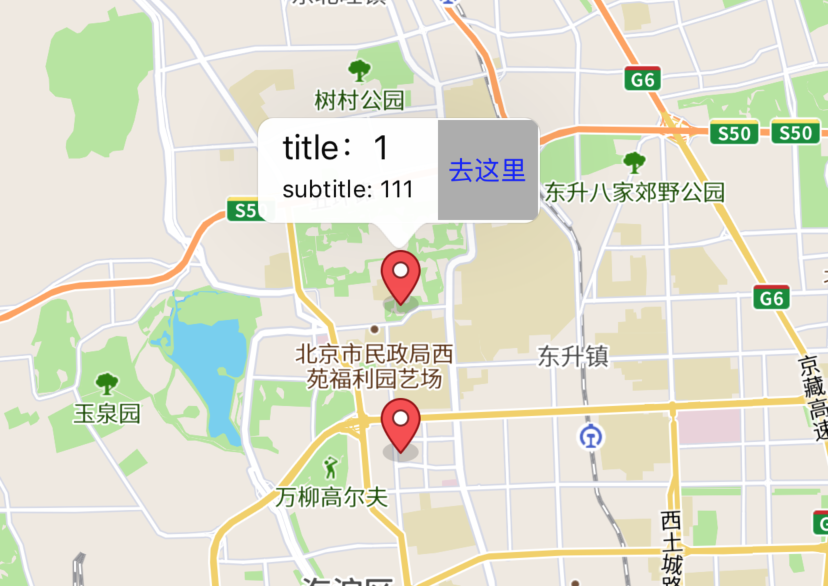 G6
树村公园
S50
S50
title：1
subtitle: 111
去这里
东升八家郊野公园
G6
北京市民政局西
苑福利园艺场
东升镇
玉泉园
京藏高速
万柳高尔夫
西土城路
海淀区